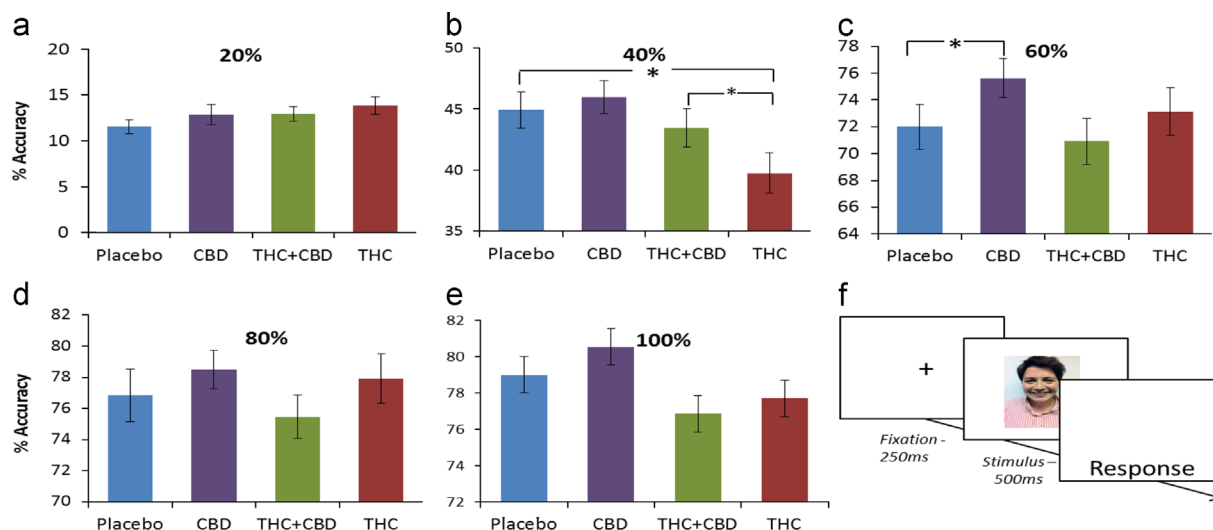 a
20%
% Accuracy
20
15
10
5
0
Placebo CBD THC+CBD THC
b
40%
50
45
40
35
*
*
Placebo CBD THC+CBD THC
c
60%
78
76
74
72
70
68
66
64
*
Placebo CBD THC+CBD THC
d
80%
% Accuracy
82
80
78
76
74
72
70
Placebo CBD THC+CBD THC
e
100%
82
80
78
76
74
72
Placebo CBD THC+CBD THC
f
+
Fixation -
250ms
Stimulus –
500ms
Response